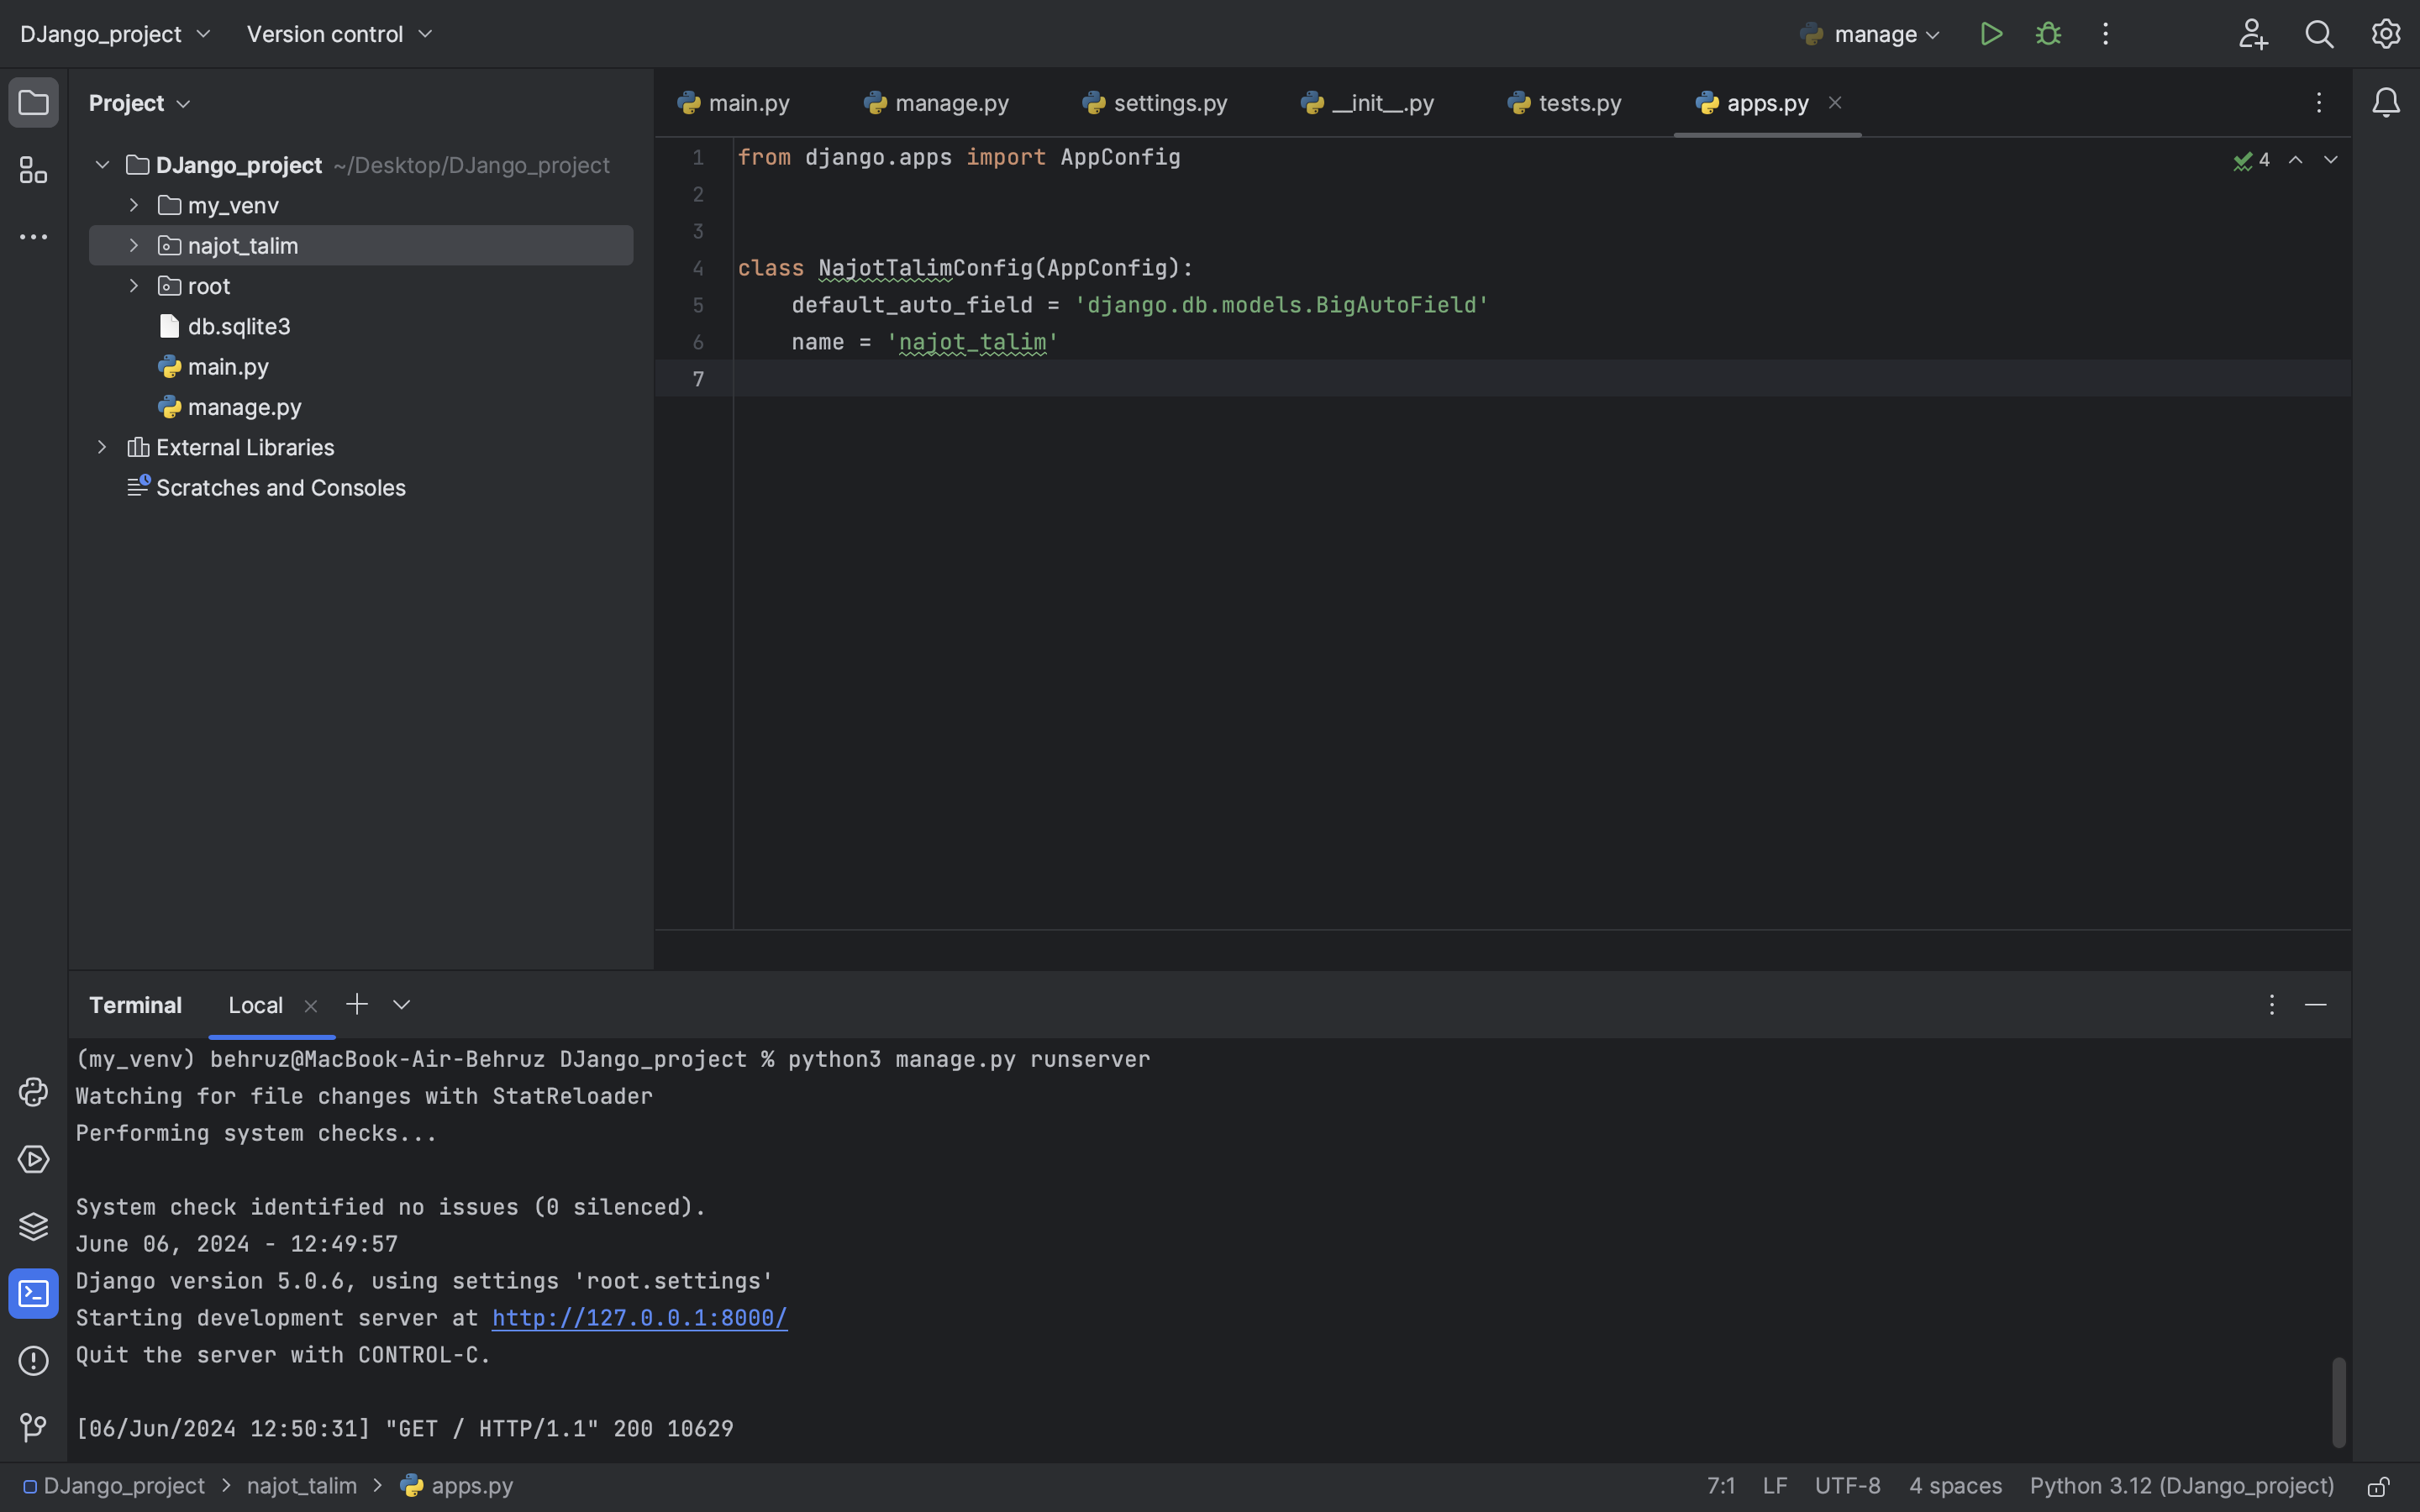 DJango_project
Version control
manage
Project
main.py
manage.py
settings.py
__init__.py
tests.py
apps.py
DJango_project ~/Desktop/DJango_project
my_venv
najot_talim
root
db.sqlite3
main.py
manage.py
External Libraries
Scratches and Consoles
4
1 from django.apps import AppConfig
2
3
4 class NajotTalimConfig(AppConfig):
5     default_auto_field = 'django.db.models.BigAutoField'
6     name = 'najot_talim'
7
Terminal
Local
(my_venv) behruz@MacBook-Air-Behruz DJango_project % python3 manage.py runserver
Watching for file changes with StatReloader
Performing system checks...
System check identified no issues (0 silenced).
June 06, 2024 - 12:49:57
Django version 5.0.6, using settings 'root.settings'
Starting development server at http://127.0.0.1:8000/
Quit the server with CONTROL-C.
[06/Jun/2024 12:50:31] "GET / HTTP/1.1" 200 10629
DJango_project > najot_talim > apps.py
7:1 LF UTF-8 4 spaces Python 3.12 (DJango_project)